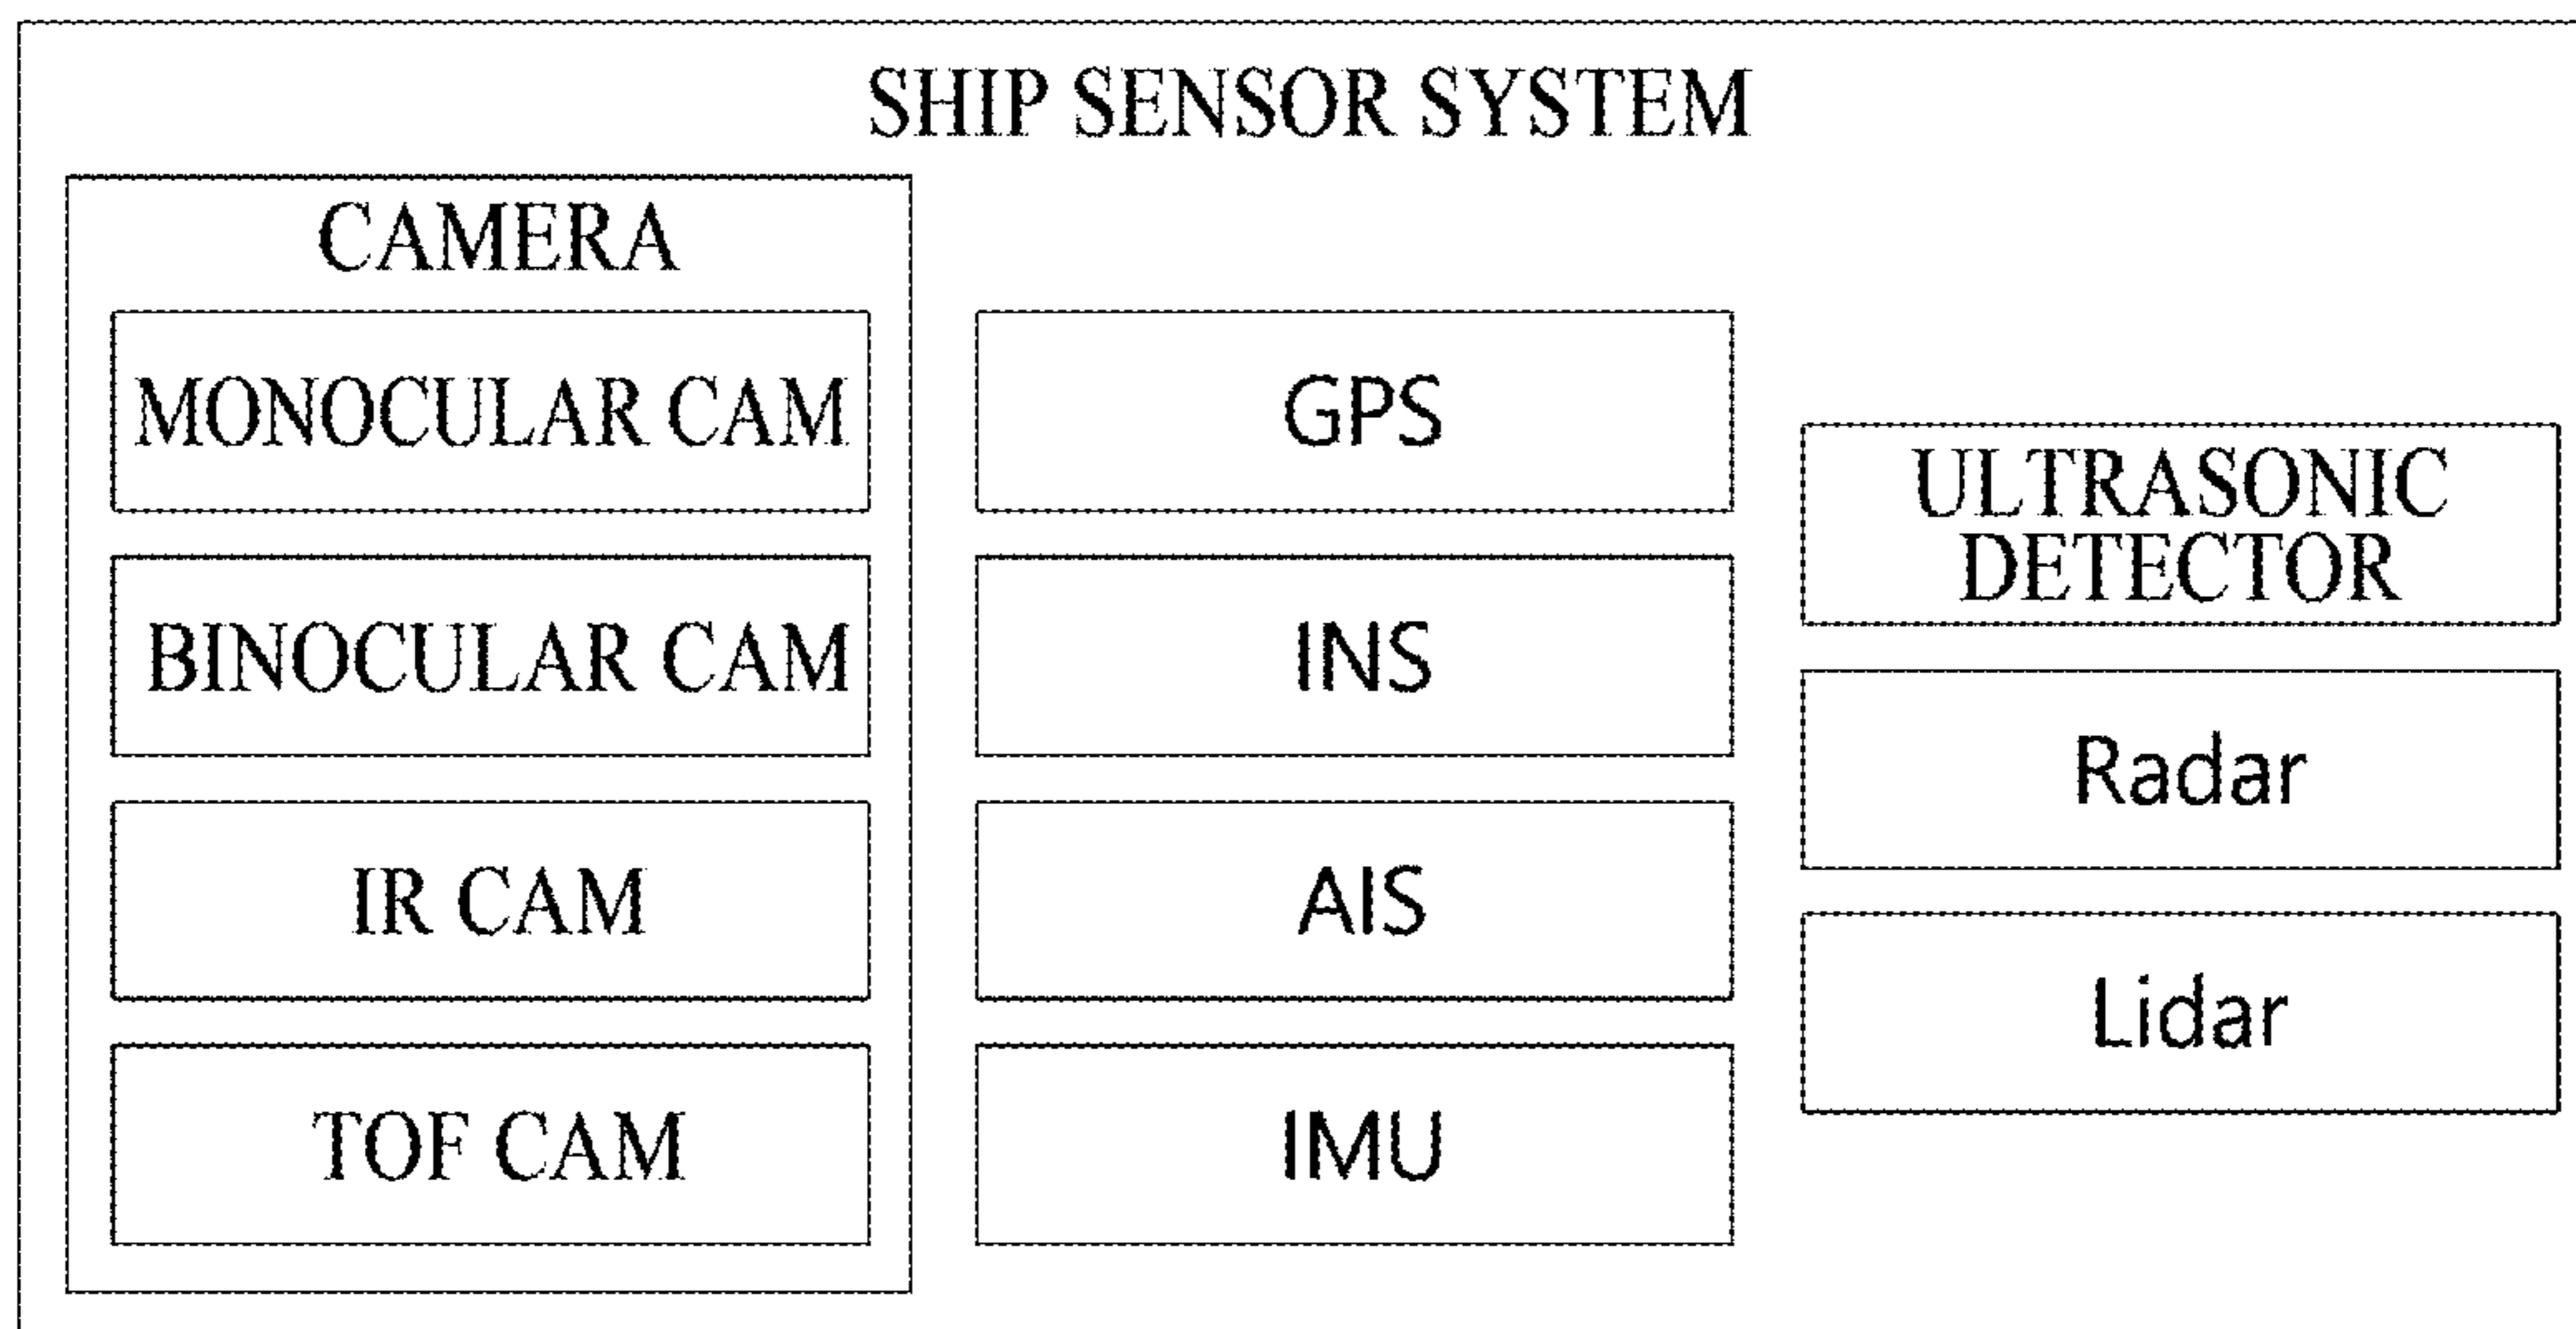 SHIP SENSOR SYSTEM
CAMERA
MONOCULAR CAM
BINOCULAR CAM
IR CAM
TOF CAM
GPS
INS
AIS
IMU
ULTRASONIC
DETECTOR
Radar
Lidar